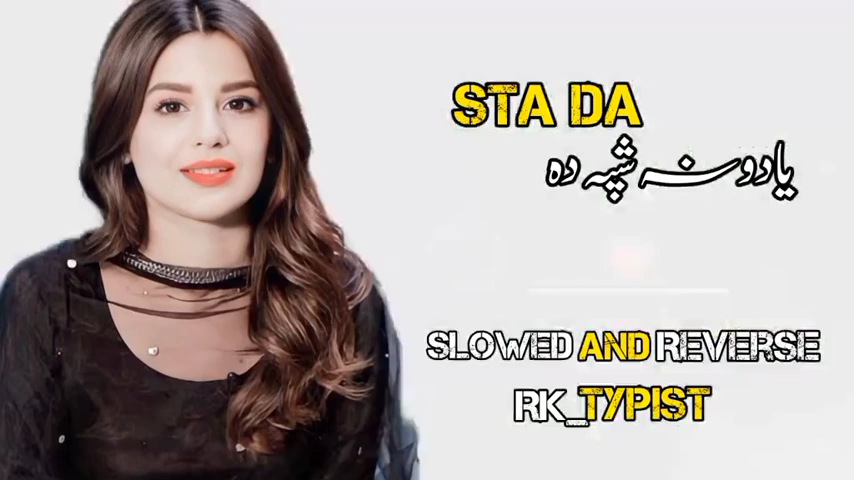 STA DA
یادونہ شپہ دہ
SLOWED AND REVERSE
RK_TYPIST